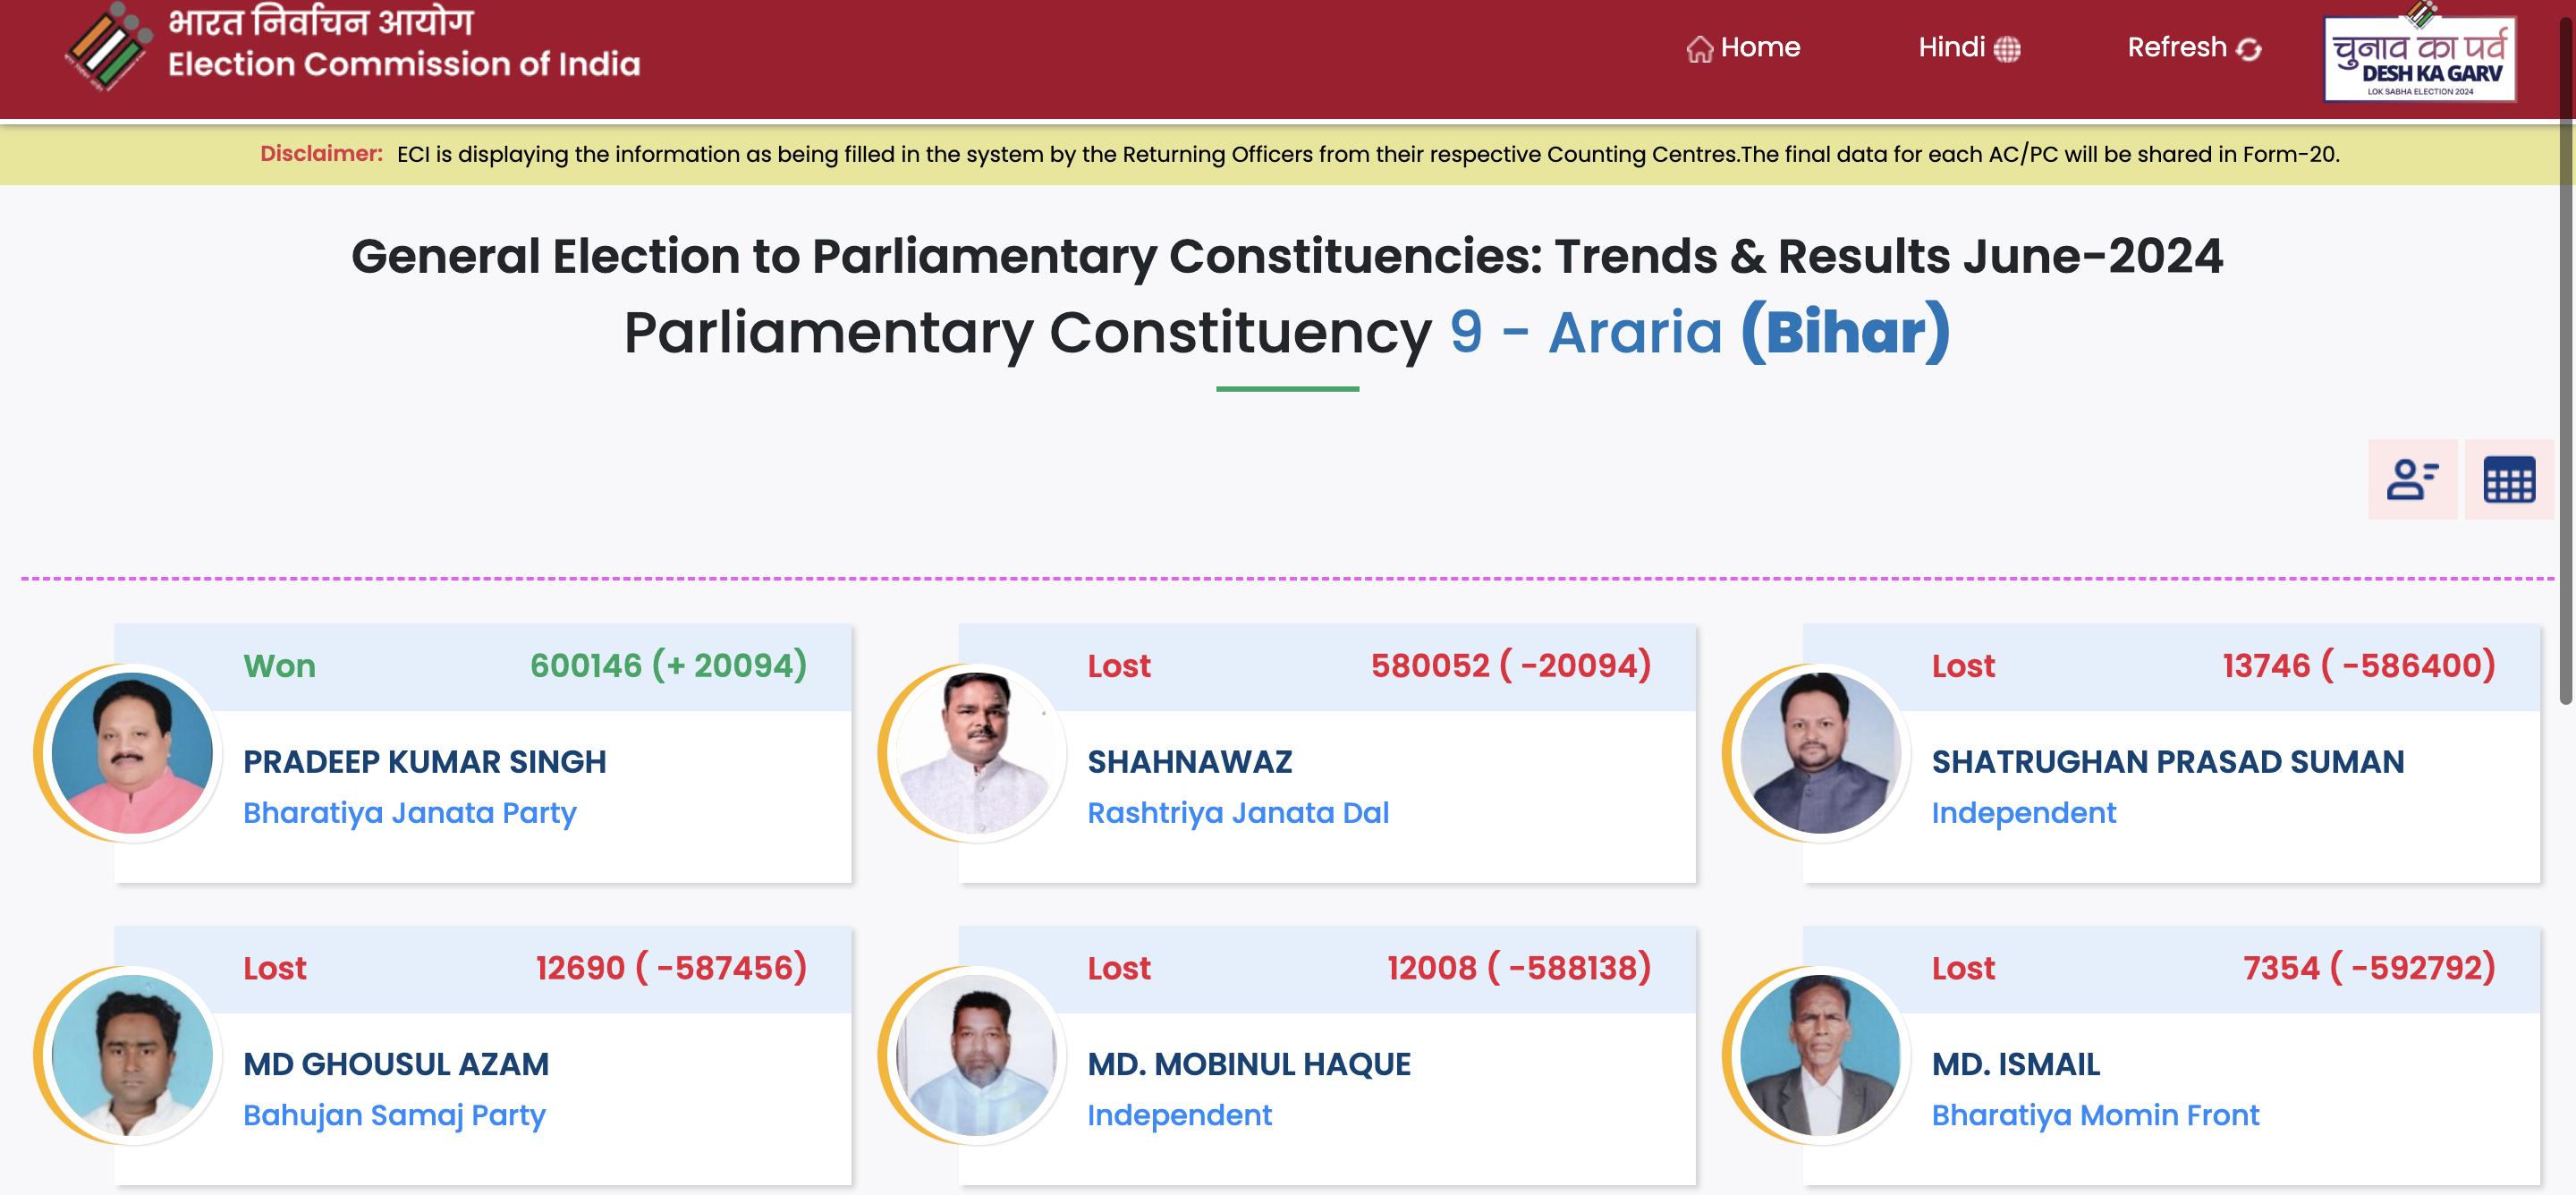 भारत निर्वाचन आयोग
Election Commission of India
Home
Hindi
Refresh
चुनाव का पर्व
DESH KA GARV
LOK SABHA ELECTION 2024
Disclaimer: ECI is displaying the information as being filled in the system by the Returning Officers from their respective Counting Centres.The final data for each AC/PC will be shared in Form-20.
General Election to Parliamentary Constituencies: Trends & Results June-2024
Parliamentary Constituency 9 - Araria (Bihar)
Won 600146 (+ 20094)
PRADEEP KUMAR SINGH
Bharatiya Janata Party
Lost 580052 ( -20094)
SHAHNAWAZ
Rashtriya Janata Dal
Lost 13746 ( -586400)
SHATRUGHAN PRASAD SUMAN
Independent
Lost 12690 ( -587456)
MD GHOUSUL AZAM
Bahujan Samaj Party
Lost 12008 ( -588138)
MD. MOBINUL HAQUE
Independent
Lost 7354 ( -592792)
MD. ISMAIL
Bharatiya Momin Front